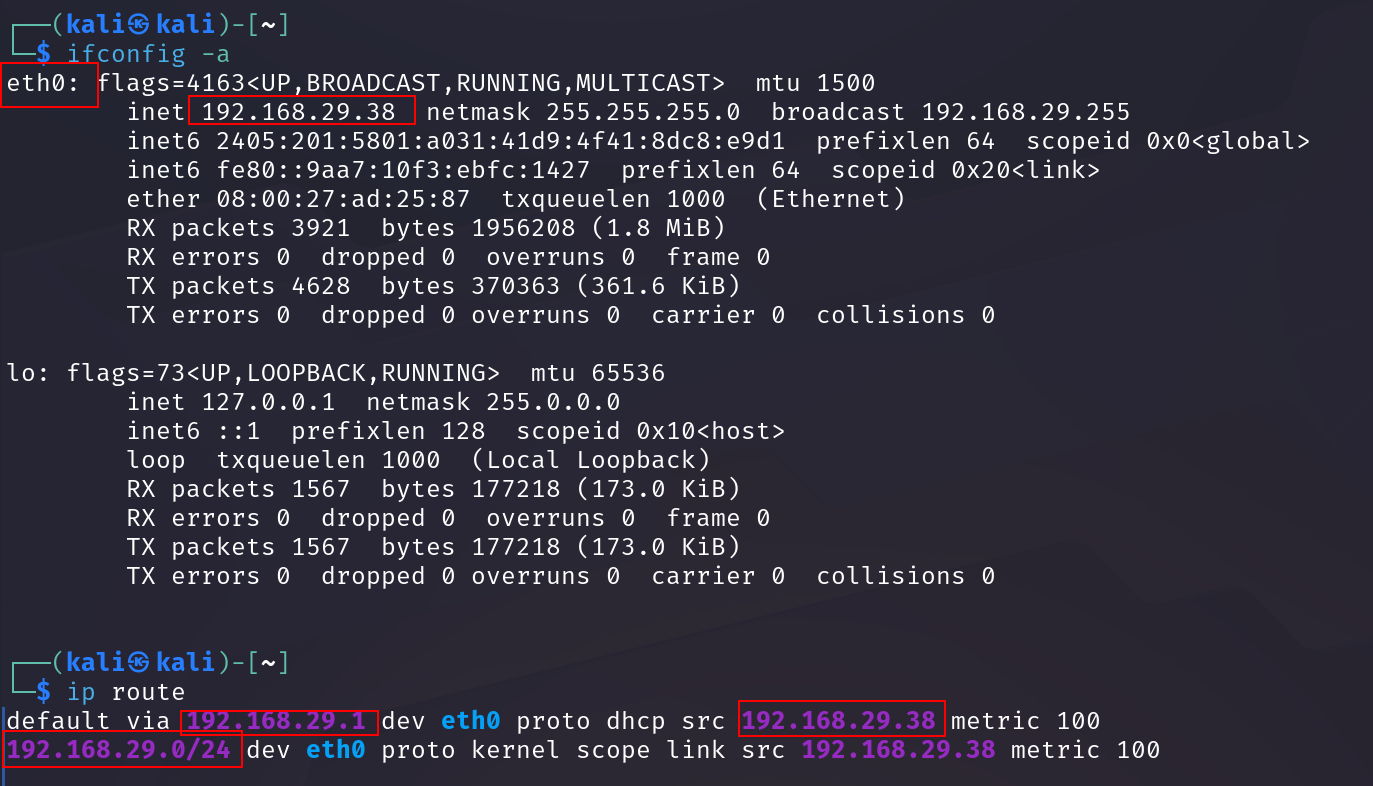 (kali㉿kali)-[~]
$ ifconfig -a
eth0: flags=4163<UP,BROADCAST,RUNNING,MULTICAST>  mtu 1500
        inet 192.168.29.38  netmask 255.255.255.0  broadcast 192.168.29.255
        inet6 2405:201:5801:a031:41d9:4f41:8dc8:e9d1  prefixlen 64  scopeid 0x0<global>
        inet6 fe80::9aa7:10f3:ebfc:1427  prefixlen 64  scopeid 0x20<link>
        ether 08:00:27:ad:25:87  txqueuelen 1000  (Ethernet)
        RX packets 3921  bytes 1956208 (1.8 MiB)
        RX errors 0  dropped 0  overruns 0  frame 0
        TX packets 4628  bytes 370363 (361.6 KiB)
        TX errors 0  dropped 0 overruns 0  carrier 0  collisions 0

lo: flags=73<UP,LOOPBACK,RUNNING>  mtu 65536
        inet 127.0.0.1  netmask 255.0.0.0
        inet6 ::1  prefixlen 128  scopeid 0x10<host>
        loop  txqueuelen 1000  (Local Loopback)
        RX packets 1567  bytes 177218 (173.0 KiB)
        RX errors 0  dropped 0  overruns 0  frame 0
        TX packets 1567  bytes 177218 (173.0 KiB)
        TX errors 0  dropped 0 overruns 0  carrier 0  collisions 0

(kali㉿kali)-[~]
$ ip route
default via 192.168.29.1 dev eth0 proto dhcp src 192.168.29.38 metric 100
192.168.29.0/24 dev eth0 proto kernel scope link src 192.168.29.38 metric 100